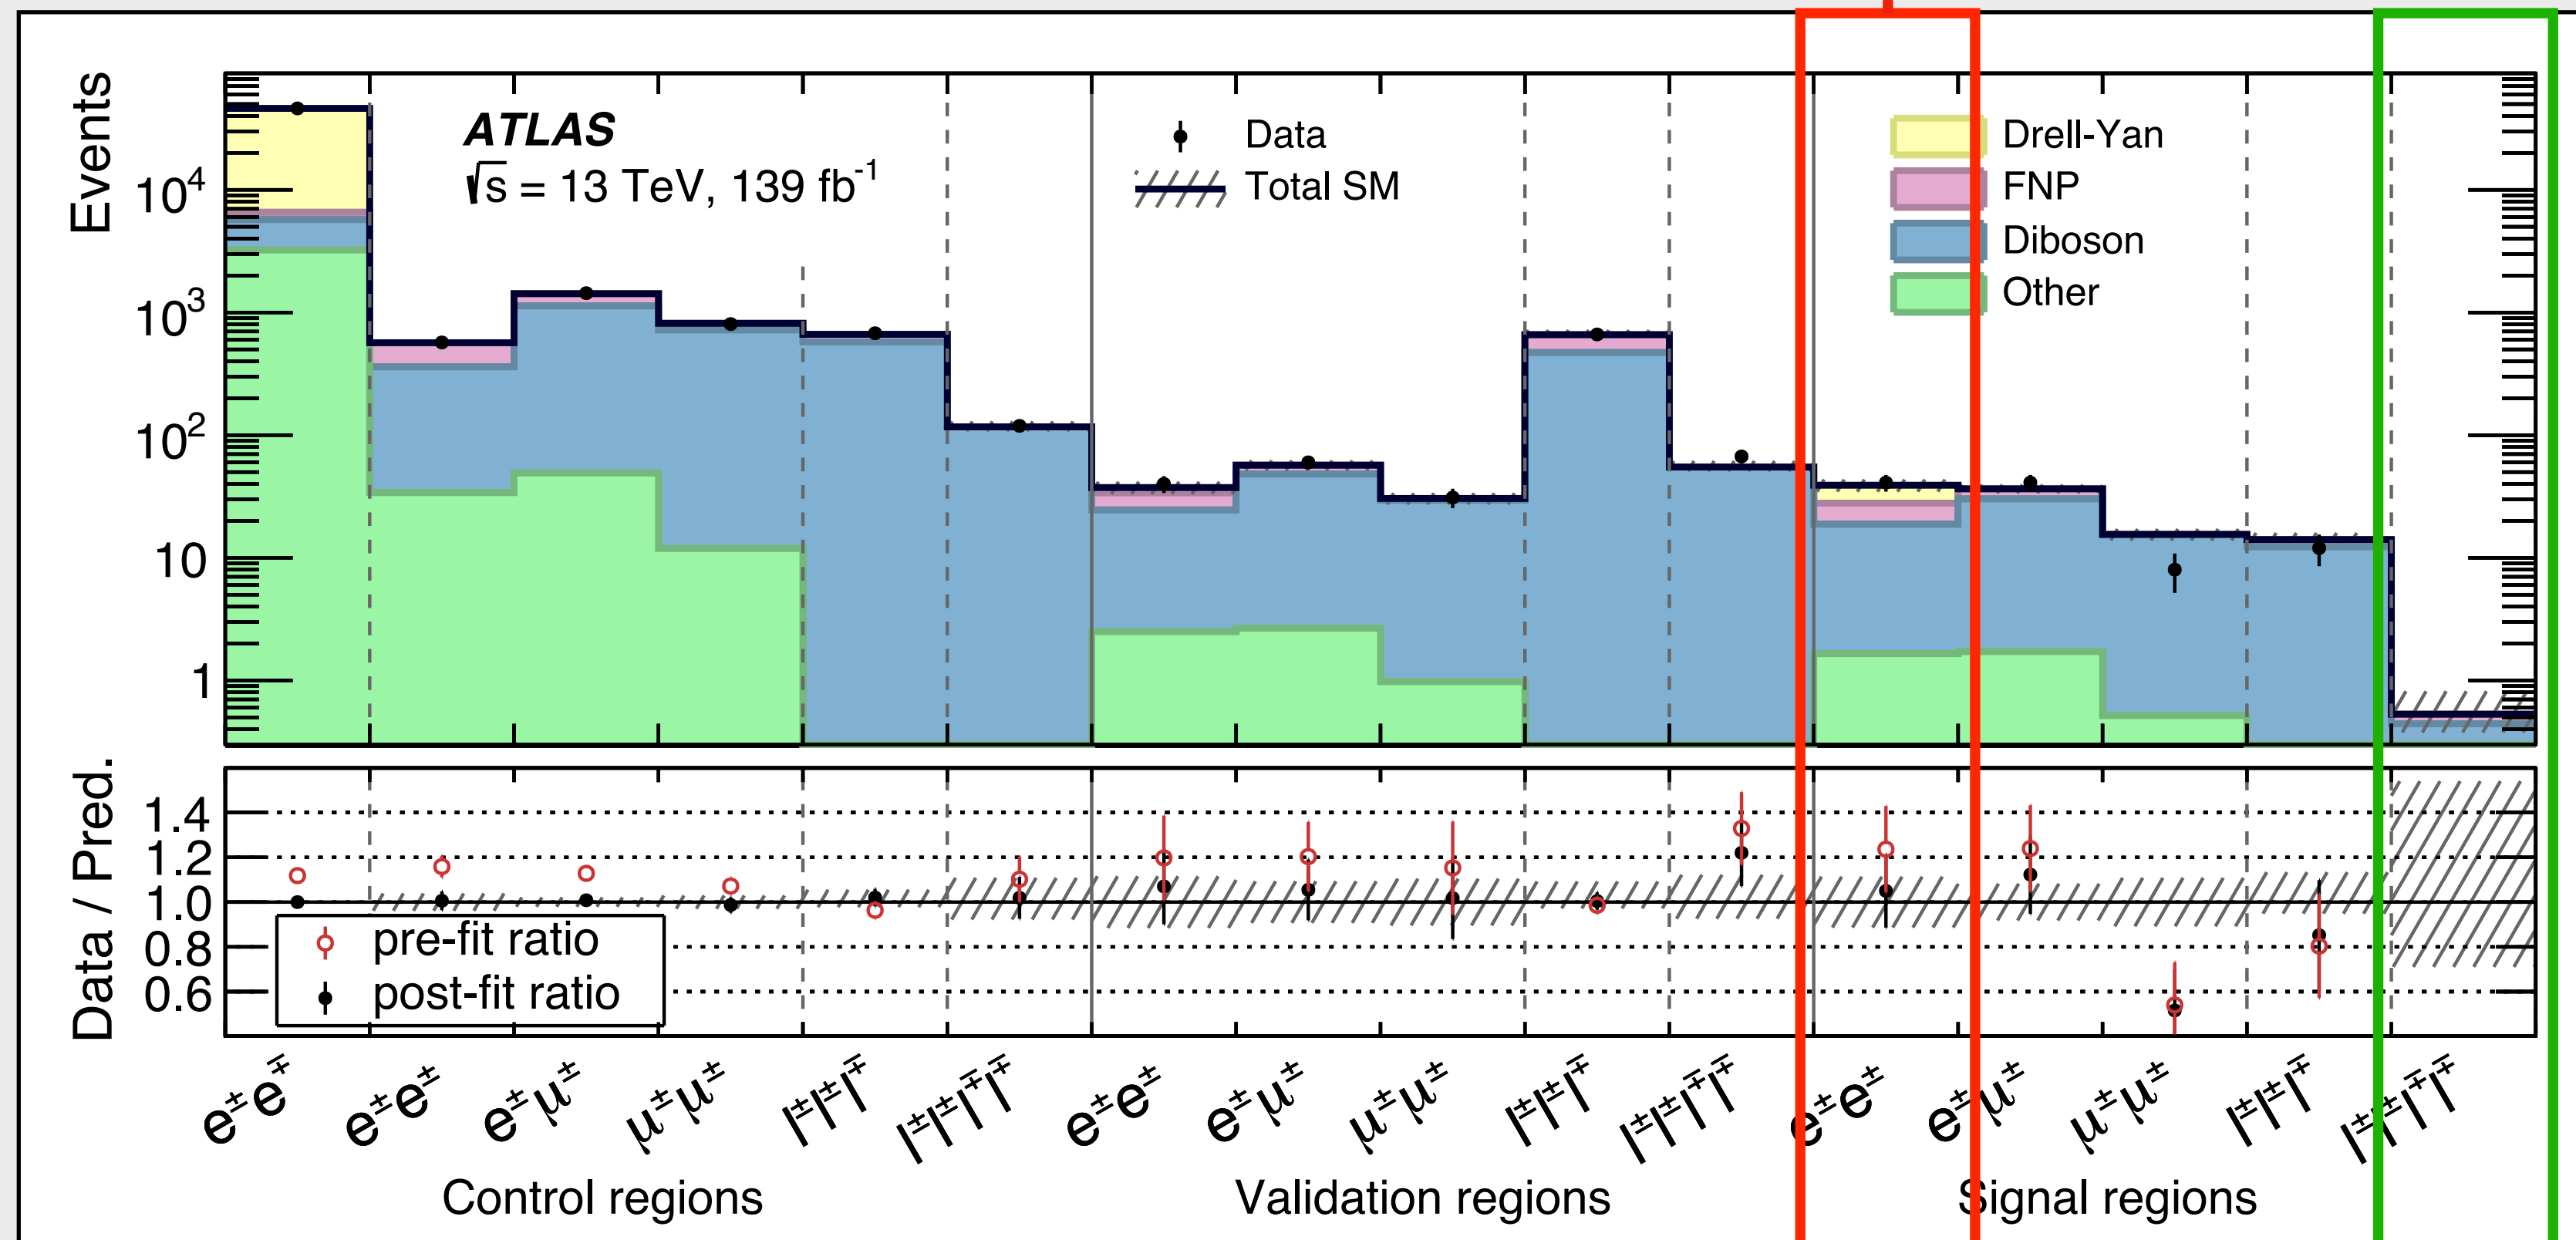 Events
10⁴
10³
10²
10
1
ATLAS
√s = 13 TeV, 139 fb⁻¹
Data
Total SM
Drell-Yan
FNP
Diboson
Other
Data / Pred.
1.4
1.2
1.0
0.8
0.6
pre-fit ratio
post-fit ratio
e±e∓ e±e± e±μ± μ±μ± l±l±l∓ l±l±l∓l∓ e±e± e±μ± μ±μ± l±l±l∓ l±l±l∓l∓ e±e± e±μ± μ±μ± l±l±l∓ l±l±l∓l∓
Control regions Validation regions Signal regions